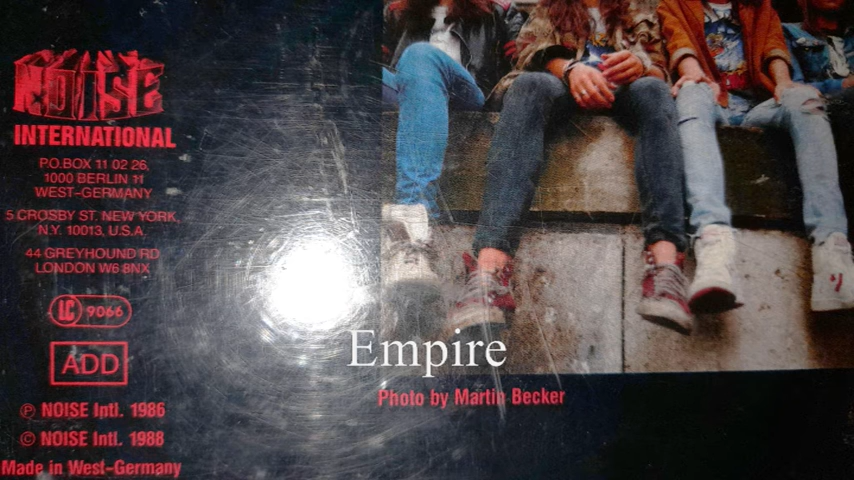 NOISE
INTERNATIONAL
P.O.BOX 11 02 26,
1000 BERLIN 11
WEST-GERMANY
5 CROSBY ST. NEW YORK,
N.Y. 10013, U.S.A
44 GREYHOUND RD
LONDON W6 8NX
LC 9066
ADD
Ⓟ NOISE Intl. 1986
© NOISE Intl. 1988
Made in West-Germany
Empire
Photo by Martin Becker